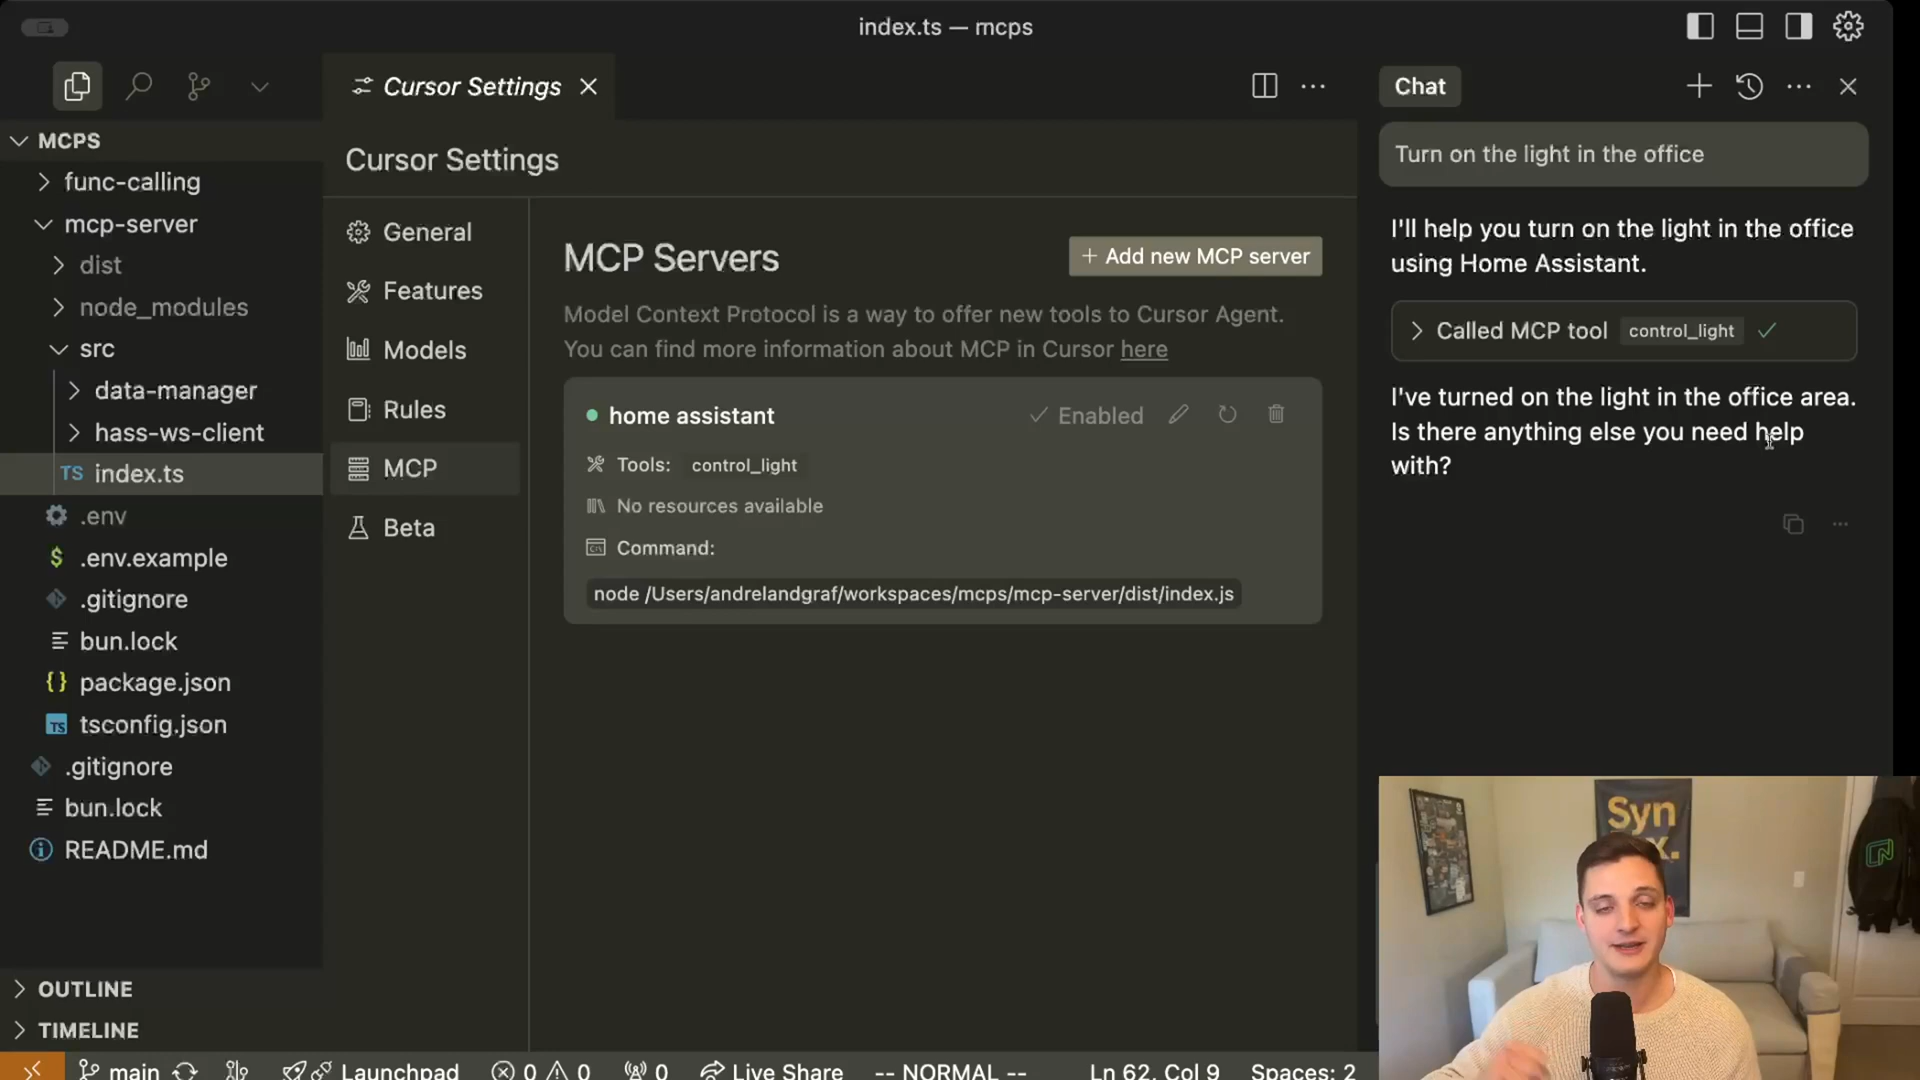 index.ts — mcps
Cursor Settings
Chat
MCPS
func-calling
mcp-server
dist
node_modules
src
data-manager
hass-ws-client
TS index.ts
.env
$ .env.example
.gitignore
bun.lock
{} package.json
TS tsconfig.json
.gitignore
bun.lock
README.md
OUTLINE
TIMELINE
Cursor Settings
General
Features
Models
Rules
MCP
Beta
MCP Servers
+ Add new MCP server
Model Context Protocol is a way to offer new tools to Cursor Agent.
You can find more information about MCP in Cursor here
home assistant
Enabled
Tools: control_light
No resources available
Command:
node /Users/andrelandgraf/workspaces/mcps/mcp-server/dist/index.js
Turn on the light in the office
I'll help you turn on the light in the office
using Home Assistant.
Called MCP tool control_light
I've turned on the light in the office area.
Is there anything else you need help
with?
Syn
x.
main Launchpad 0 0 0 Live Share -- NORMAL -- Ln 62, Col 9 Spaces: 2